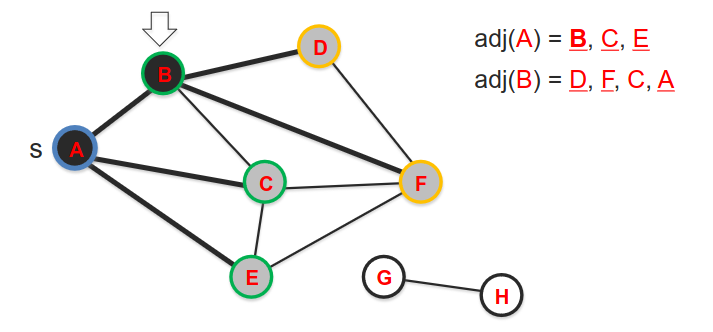 adj(A) = B, C, E
adj(B) = D, F, C, A
D
B
S
A
C
F
E
G
H